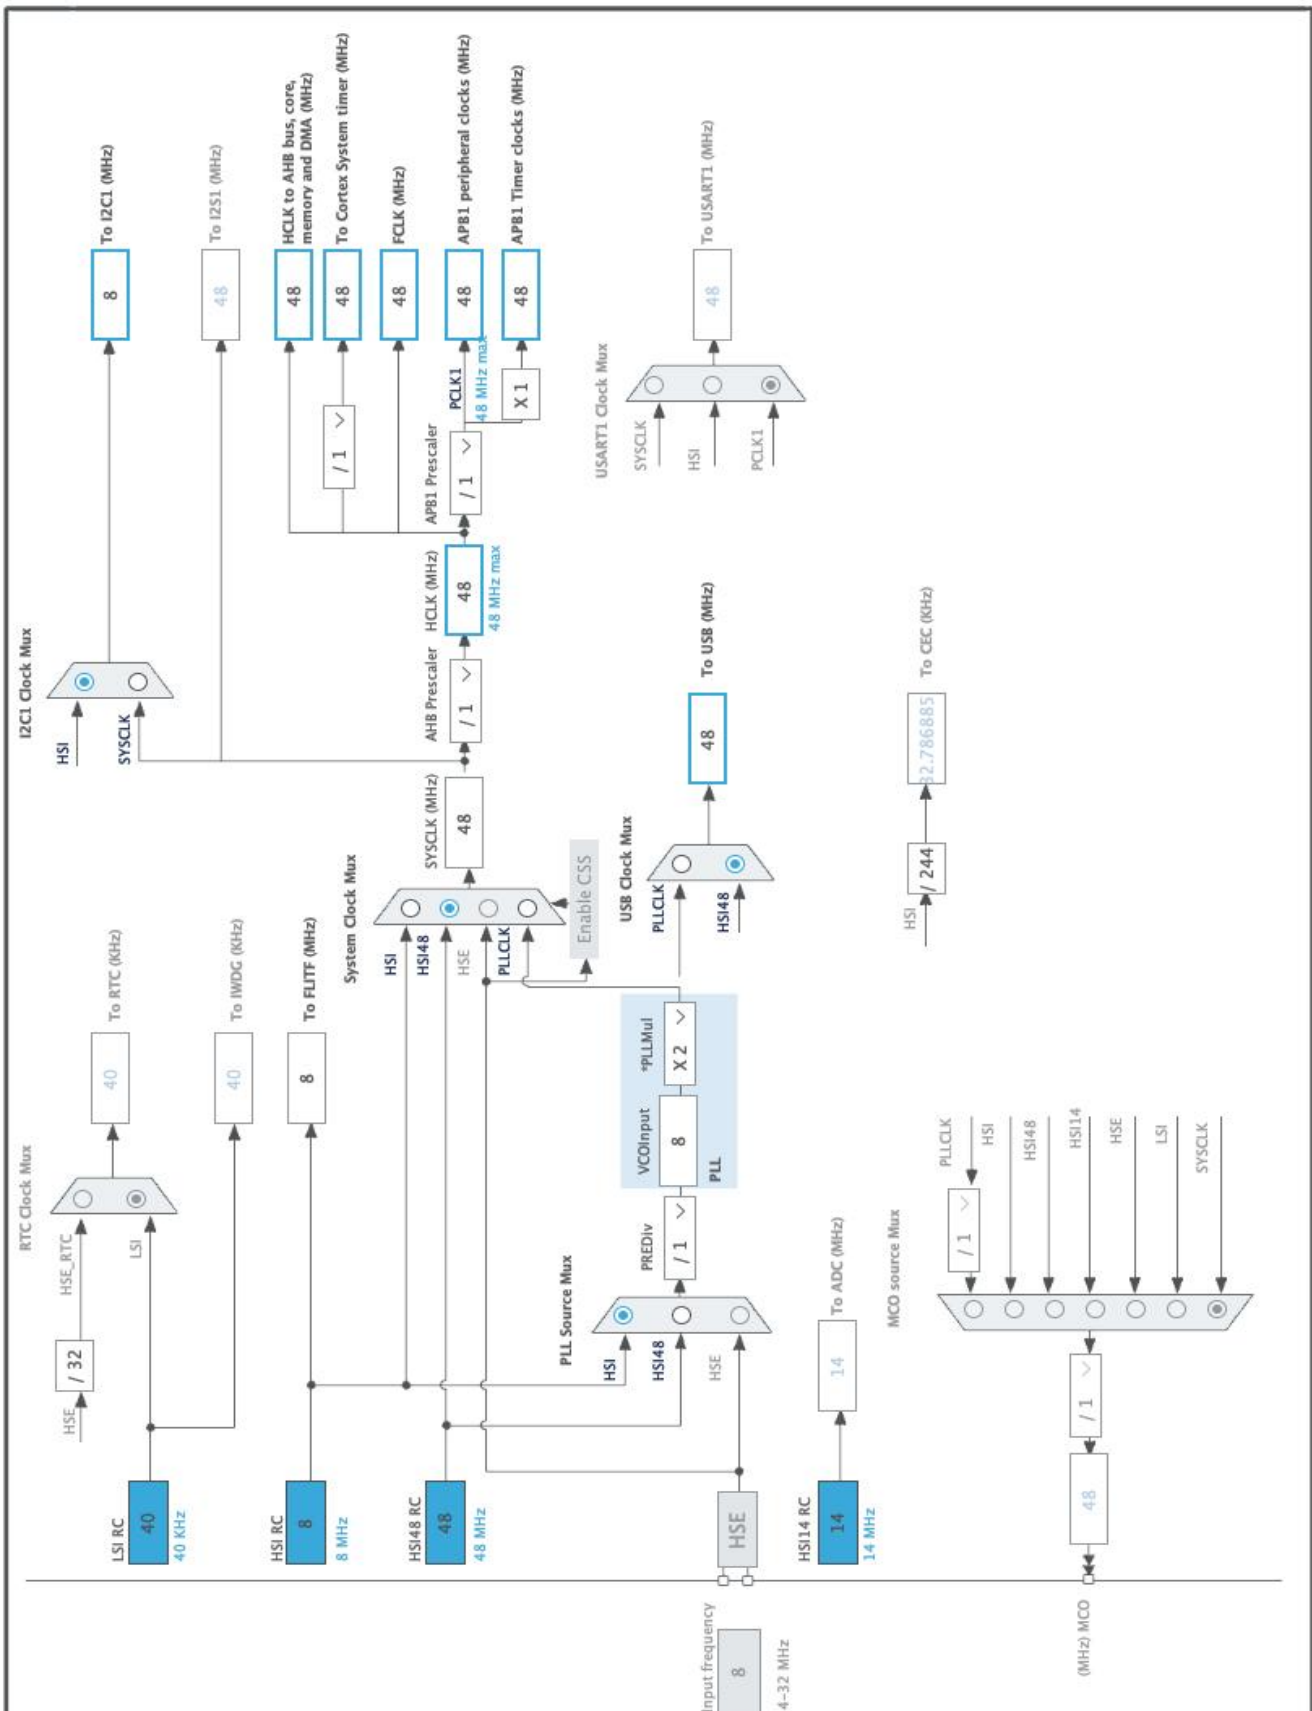 RTC Clock Mux
HSE
/ 32
HSE_RTC
LSI
40
To RTC (KHz)
LSI RC
40
40 KHz
40
To IWDG (KHz)
HSI RC
8
8 MHz
8
To FLITF (MHz)
HSI48 RC
48
48 MHz
I2C1 Clock Mux
HSI
SYSCLK
8
To I2C1 (MHz)
48
To I2S1 (MHz)
System Clock Mux
HSI
HSI48
HSE
PLLCLK
Enable CSS
SYSCLK (MHz)
48
AHB Prescaler
/ 1
HCLK (MHz)
48
48 MHz max
APB1 Prescaler
/ 1
PCLK1
48 MHz max
X 1
/ 1
48
HCLK to AHB bus, core,
memory and DMA (MHz)
48
To Cortex System timer (MHz)
48
FCLK (MHz)
48
APB1 peripheral clocks (MHz)
48
APB1 Timer clocks (MHz)
PLL Source Mux
HSI
HSI48
HSE
PREDiv
/ 1
VCOInput
8
*PLLMul
X 2
PLL
USB Clock Mux
PLLCLK
HSI48
48
To USB (MHz)
USART1 Clock Mux
SYSCLK
HSI
PCLK1
48
To USART1 (MHz)
Input frequency
8
4-32 MHz
HSE
HSI14 RC
14
14 MHz
14
To ADC (MHz)
HSI
/ 244
32.786885
To CEC (KHz)
MCO source Mux
PLLCLK
/ 1
HSI
HSI48
HSI14
HSE
LSI
SYSCLK
/ 1
48
(MHz) MCO